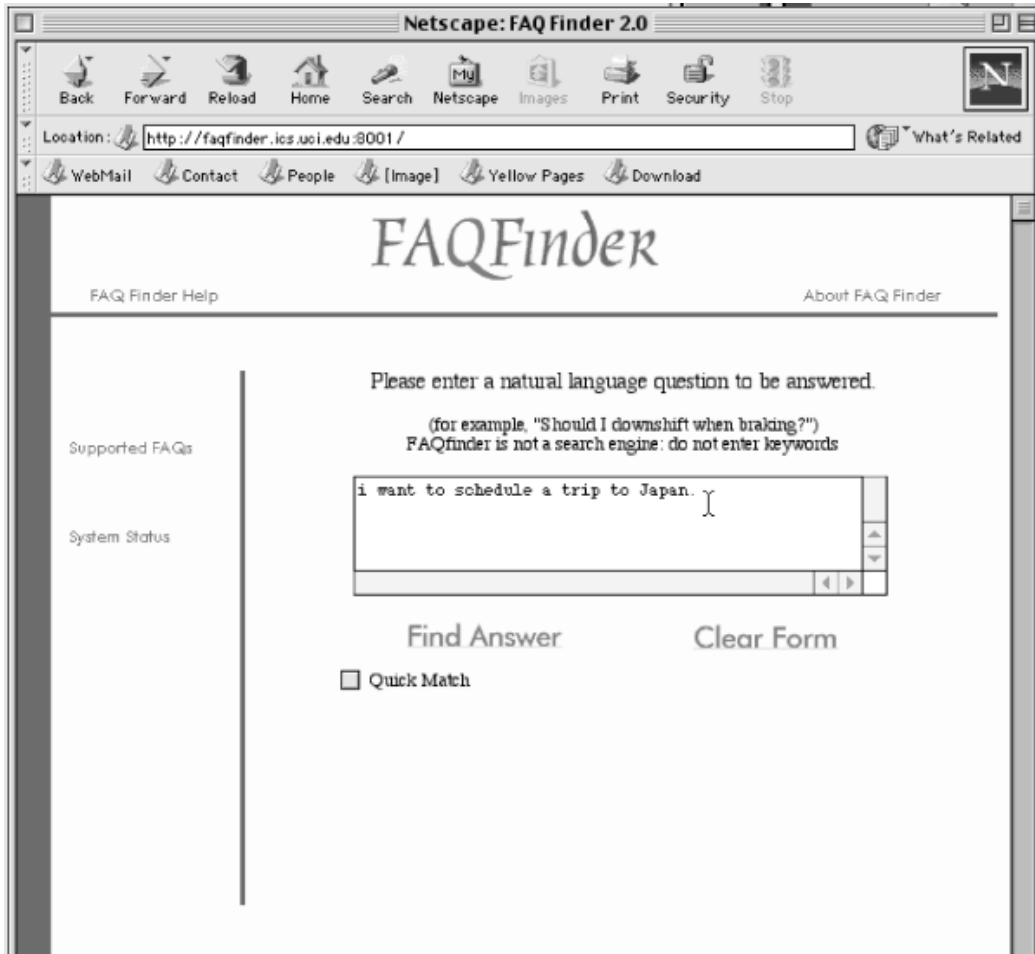 Netscape: FAQ Finder 2.0
My
N
Back Forward Reload Home Search Netscape Images Print Security Stop
Location: http://faqfinder.ics.uci.edu:8001/ What's Related
WebMail Contact People [Image] Yellow Pages Download
FAQFinder
FAQ Finder Help About FAQ Finder
Please enter a natural language question to be answered.
(for example, "Should I downshift when braking?")
FAQfinder is not a search engine: do not enter keywords
Supported FAQs
i want to schedule a trip to Japan.
System Status
Find Answer Clear Form
Quick Match